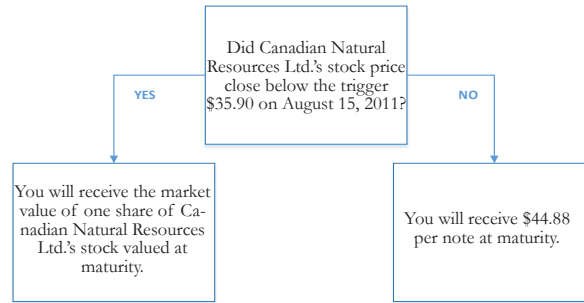 Did Canadian Natural
Resources Ltd.'s stock price
close below the trigger
$35.90 on August 15, 2011?
YES
NO
You will receive the market
value of one share of Ca-
nadian Natural Resources
Ltd.'s stock valued at
maturity.
You will receive $44.88
per note at maturity.